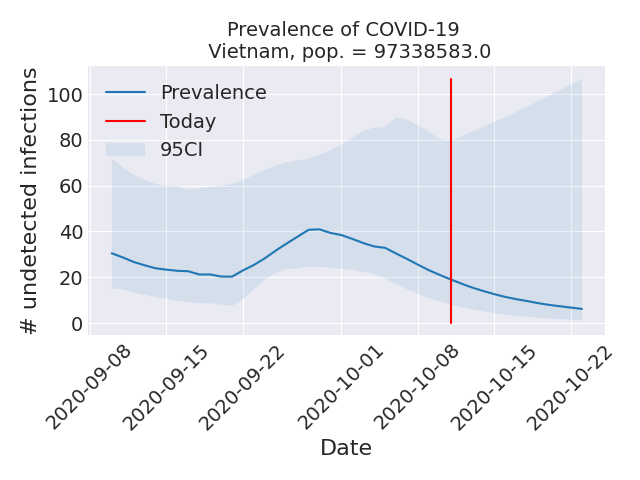 Prevalence of COVID-19
Vietnam, pop. = 97338583.0
# undetected infections
100
80
60
40
20
0
Prevalence
Today
95CI
2020-09-08
2020-09-15
2020-09-22
2020-10-01
2020-10-08
2020-10-15
2020-10-22
Date